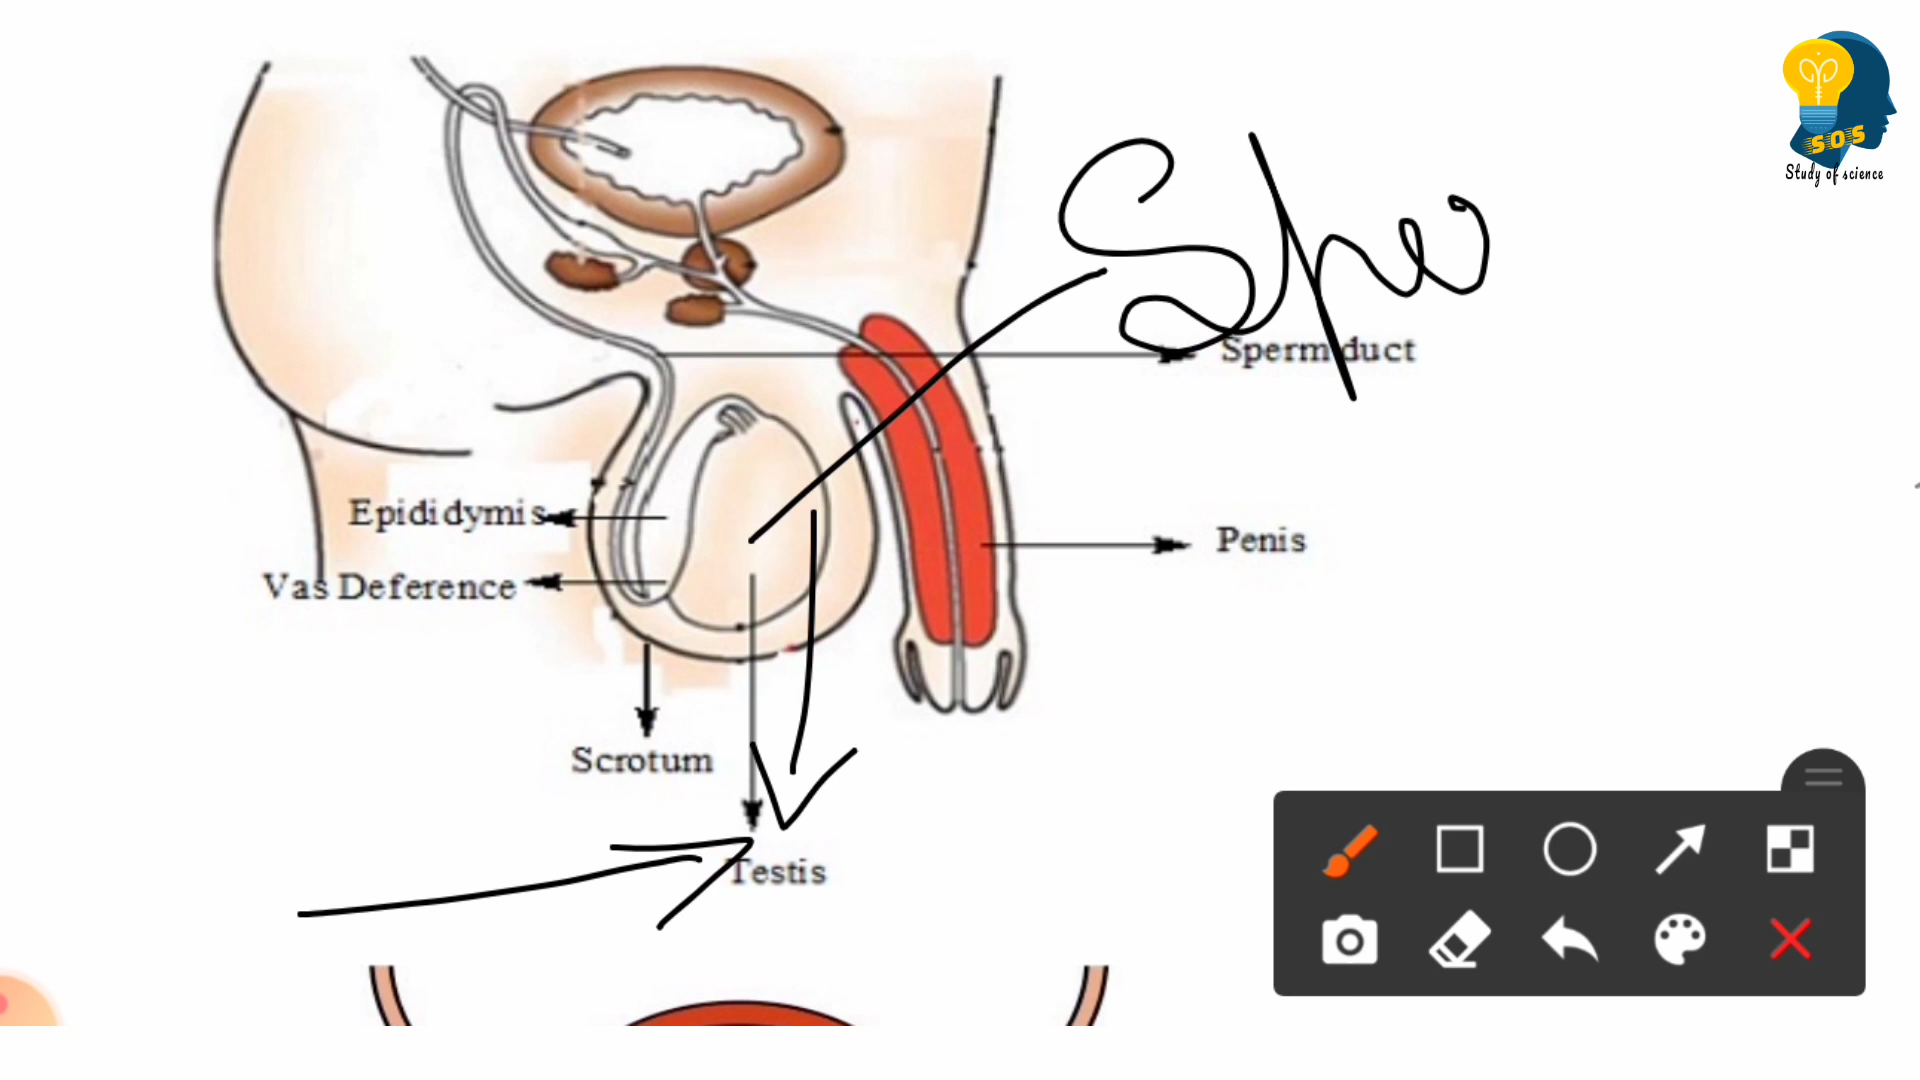 SOS
Study of science
Spe
Sperm duct
Epididymis
Penis
Vas Deference
Scrotum
Testis